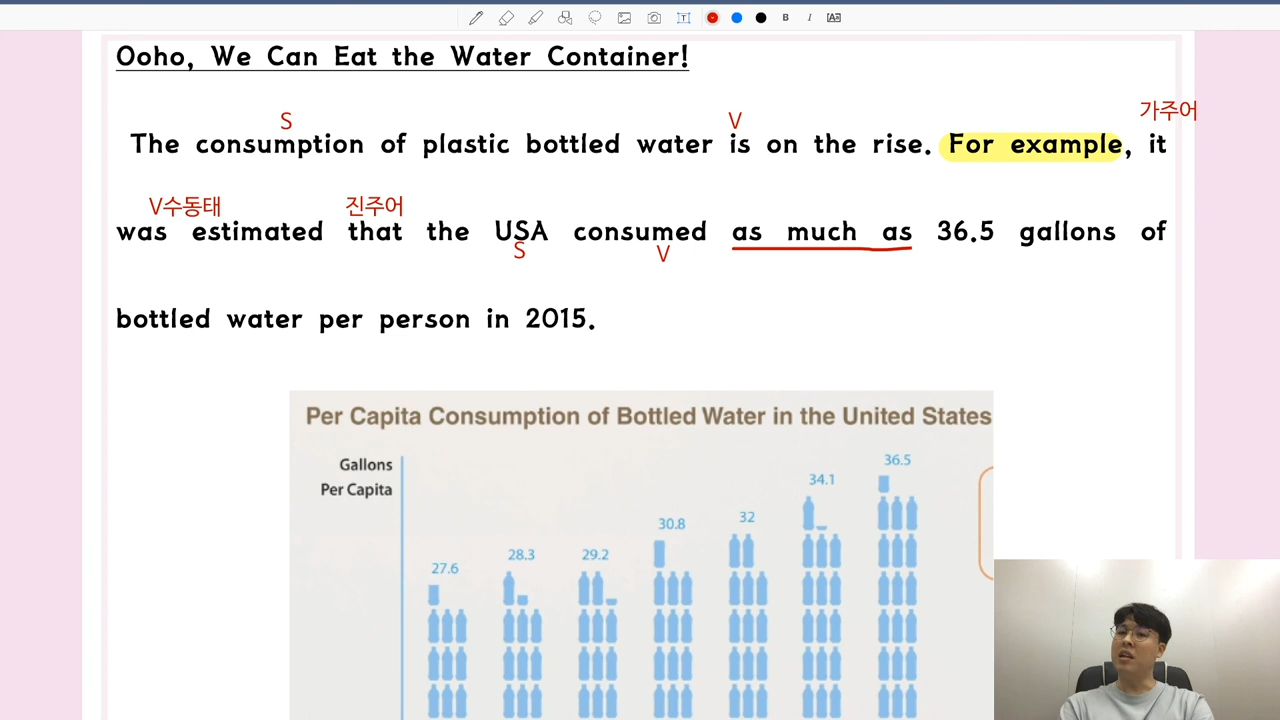 B I A
Ooho, We Can Eat the Water Container!
S V 가주어
The consumption of plastic bottled water is on the rise. For example, it
V수동태 진주어
was estimated that the USA consumed as much as 36.5 gallons of
S V
bottled water per person in 2015.
Per Capita Consumption of Bottled Water in the United States
Gallons
Per Capita
27.6 28.3 29.2 30.8 32 34.1 36.5